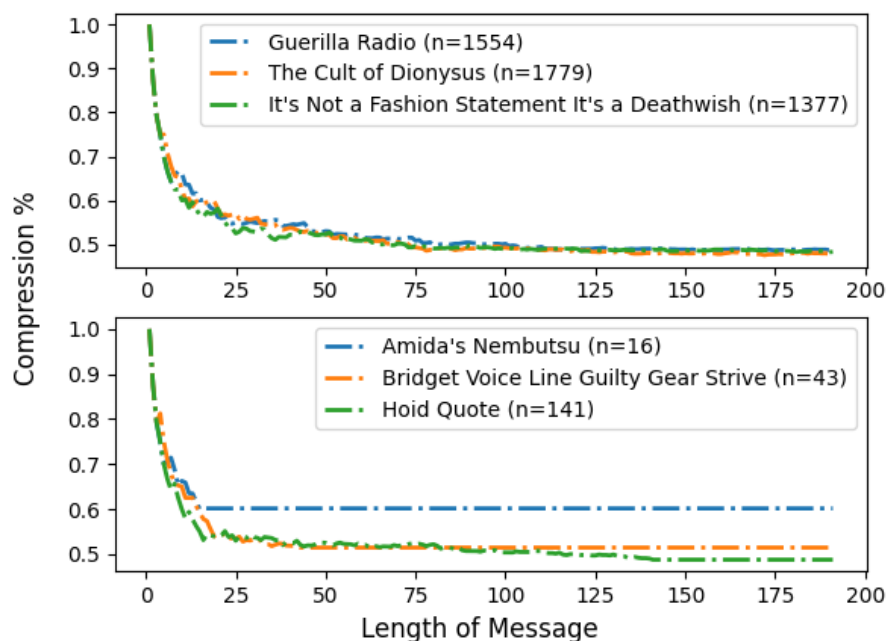 1.0
0.9
0.8
0.7
0.6
0.5
Guerilla Radio (n=1554)
The Cult of Dionysus (n=1779)
It's Not a Fashion Statement It's a Deathwish (n=1377)
0 25 50 75 100 125 150 175 200
Compression %
1.0
0.9
0.8
0.7
0.6
0.5
Amida's Nembutsu (n=16)
Bridget Voice Line Guilty Gear Strive (n=43)
Hoid Quote (n=141)
0 25 50 75 100 125 150 175 200
Length of Message